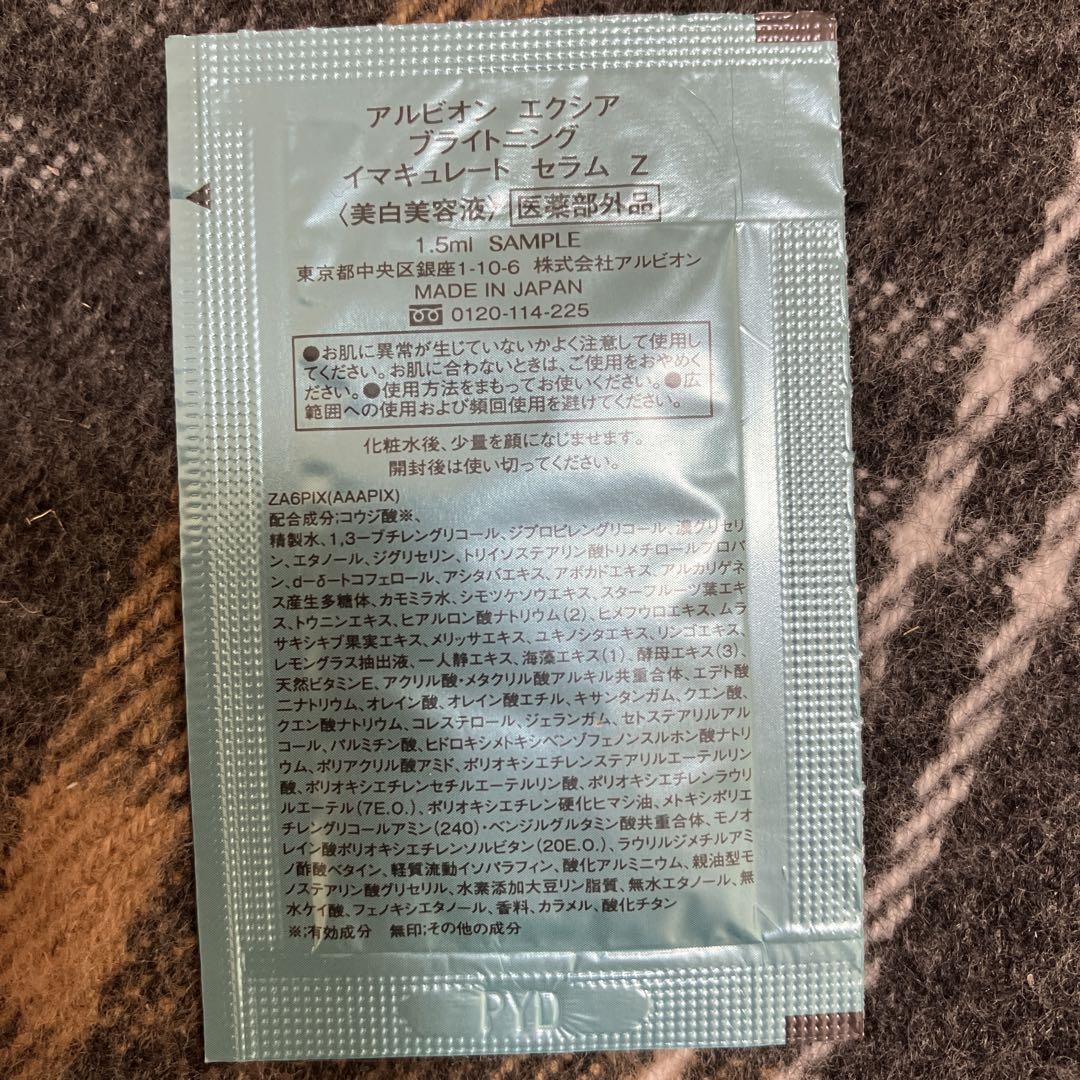 アルビオン エクシア
ブライトニング
イマキュレート セラム Z
〈美白美容液〉 医薬部外品
1.5ml SAMPLE
東京都中央区銀座1-10-6 株式会社アルビオン
MADE IN JAPAN
0120-114-225
●お肌に異常が生じていないかよく注意して使用し
てください。お肌に合わないときは、ご使用をおやめく
ださい。●使用方法をまもってお使いください。●広
範囲への使用および頻回使用を避けてください。
化粧水後、少量を顔になじませます。
開封後は使い切ってください。
ZA6PIX(AAAPIX)
配合成分;コウジ酸※、
精製水、1,3-ブチレングリコール、ジプロピレングリコール、濃グリセリ
ン、エタノール、ジグリセリン、トリイソステアリン酸トリメチロールプロパ
ン、d-δ-トコフェロール、アシタバエキス、アボカドエキス、アルカリゲネ
ス産生多糖体、カモミラ水、シモツケソウエキス、スターフルーツ葉エキ
ス、トウニンエキス、ヒアルロン酸ナトリウム(2)、ヒメフウロエキス、ムラ
サキシキブ果実エキス、メリッサエキス、ユキノシタエキス、リンゴエキス、
レモングラス抽出液、一人静エキス、海藻エキス(1)、酵母エキス(3)、
天然ビタミンE、アクリル酸・メタクリル酸アルキル共重合体、エデト酸
二ナトリウム、オレイン酸、オレイン酸エチル、キサンタンガム、クエン酸、
クエン酸ナトリウム、コレステロール、ジェランガム、セトステアリルアル
コール、パルミチン酸、ヒドロキシメトキシベンゾフェノンスルホン酸ナトリ
ウム、ポリアクリル酸アミド、ポリオキシエチレンステアリルエーテルリン
酸、ポリオキシエチレンセチルエーテルリン酸、ポリオキシエチレンラウリ
ルエーテル(7E.O.)、ポリオキシエチレン硬化ヒマシ油、メトキシポリエ
チレングリコールアミン(240)・ベンジルグルタミン酸共重合体、モノオ
レイン酸ポリオキシエチレンソルビタン(20E.O.)、ラウリルジメチルアミ
ノ酢酸ベタイン、軽質流動イソパラフィン、酸化アルミニウム、親油型モ
ノステアリン酸グリセリル、水素添加大豆リン脂質、無水エタノール、無
水ケイ酸、フェノキシエタノール、香料、カラメル、酸化チタン
※;有効成分 無印;その他の成分
PYD